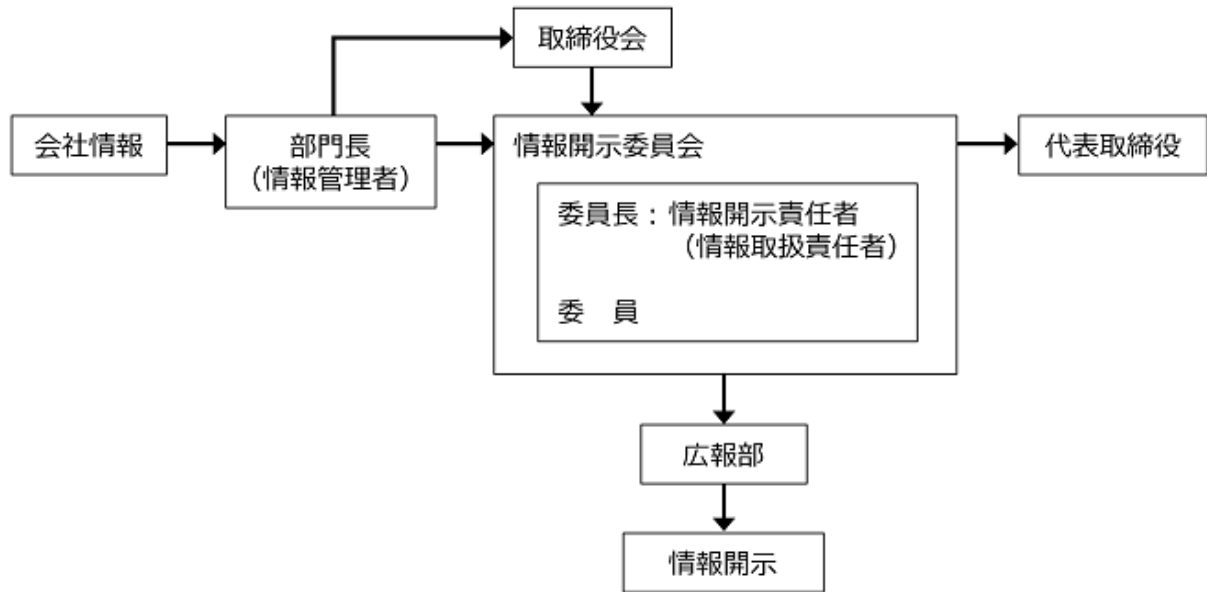 取締役会
会社情報
部門長
（情報管理者）
情報開示委員会
代表取締役
委員長：情報開示責任者
（情報取扱責任者）
委　員
広報部
情報開示